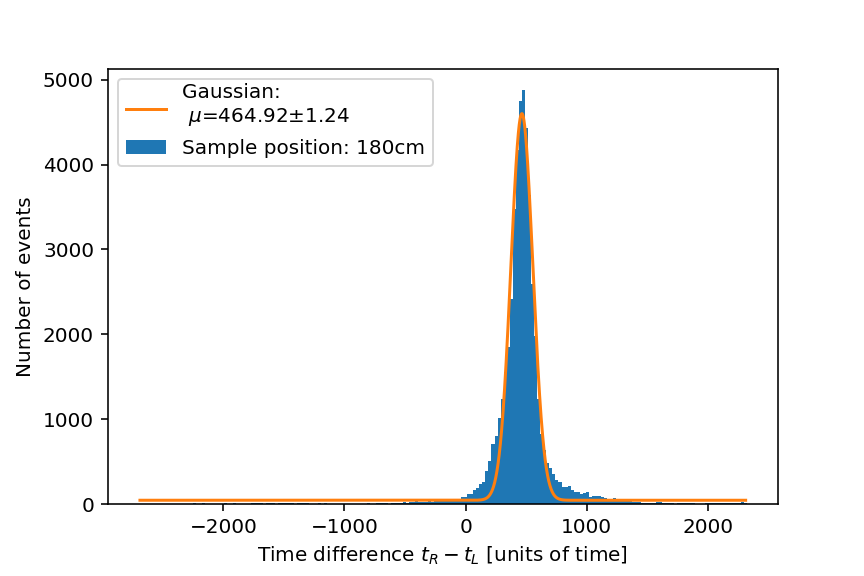 Gaussian:
μ=464.92±1.24
Sample position: 180cm
5000
4000
3000
2000
1000
0
Number of events
−2000
−1000
0
1000
2000
Time difference t_R − t_L [units of time]